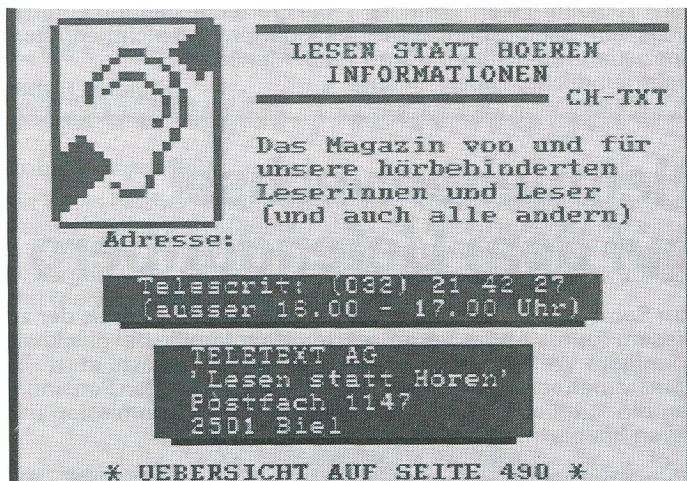 LESEN STATT HOEREN
INFORMATIONEN
CH-TXT
Das Magazin von und für
unsere hörbehinderten
Leserinnen und Leser
(und auch alle andern)
Adresse:
Telescrit: (032) 21 42 27
(ausser 16.00 - 17.00 Uhr)
TELETEXT AG
'Lesen statt Hören'
Postfach 1147
2501 Biel
* UEBERSICHT AUF SEITE 490 *